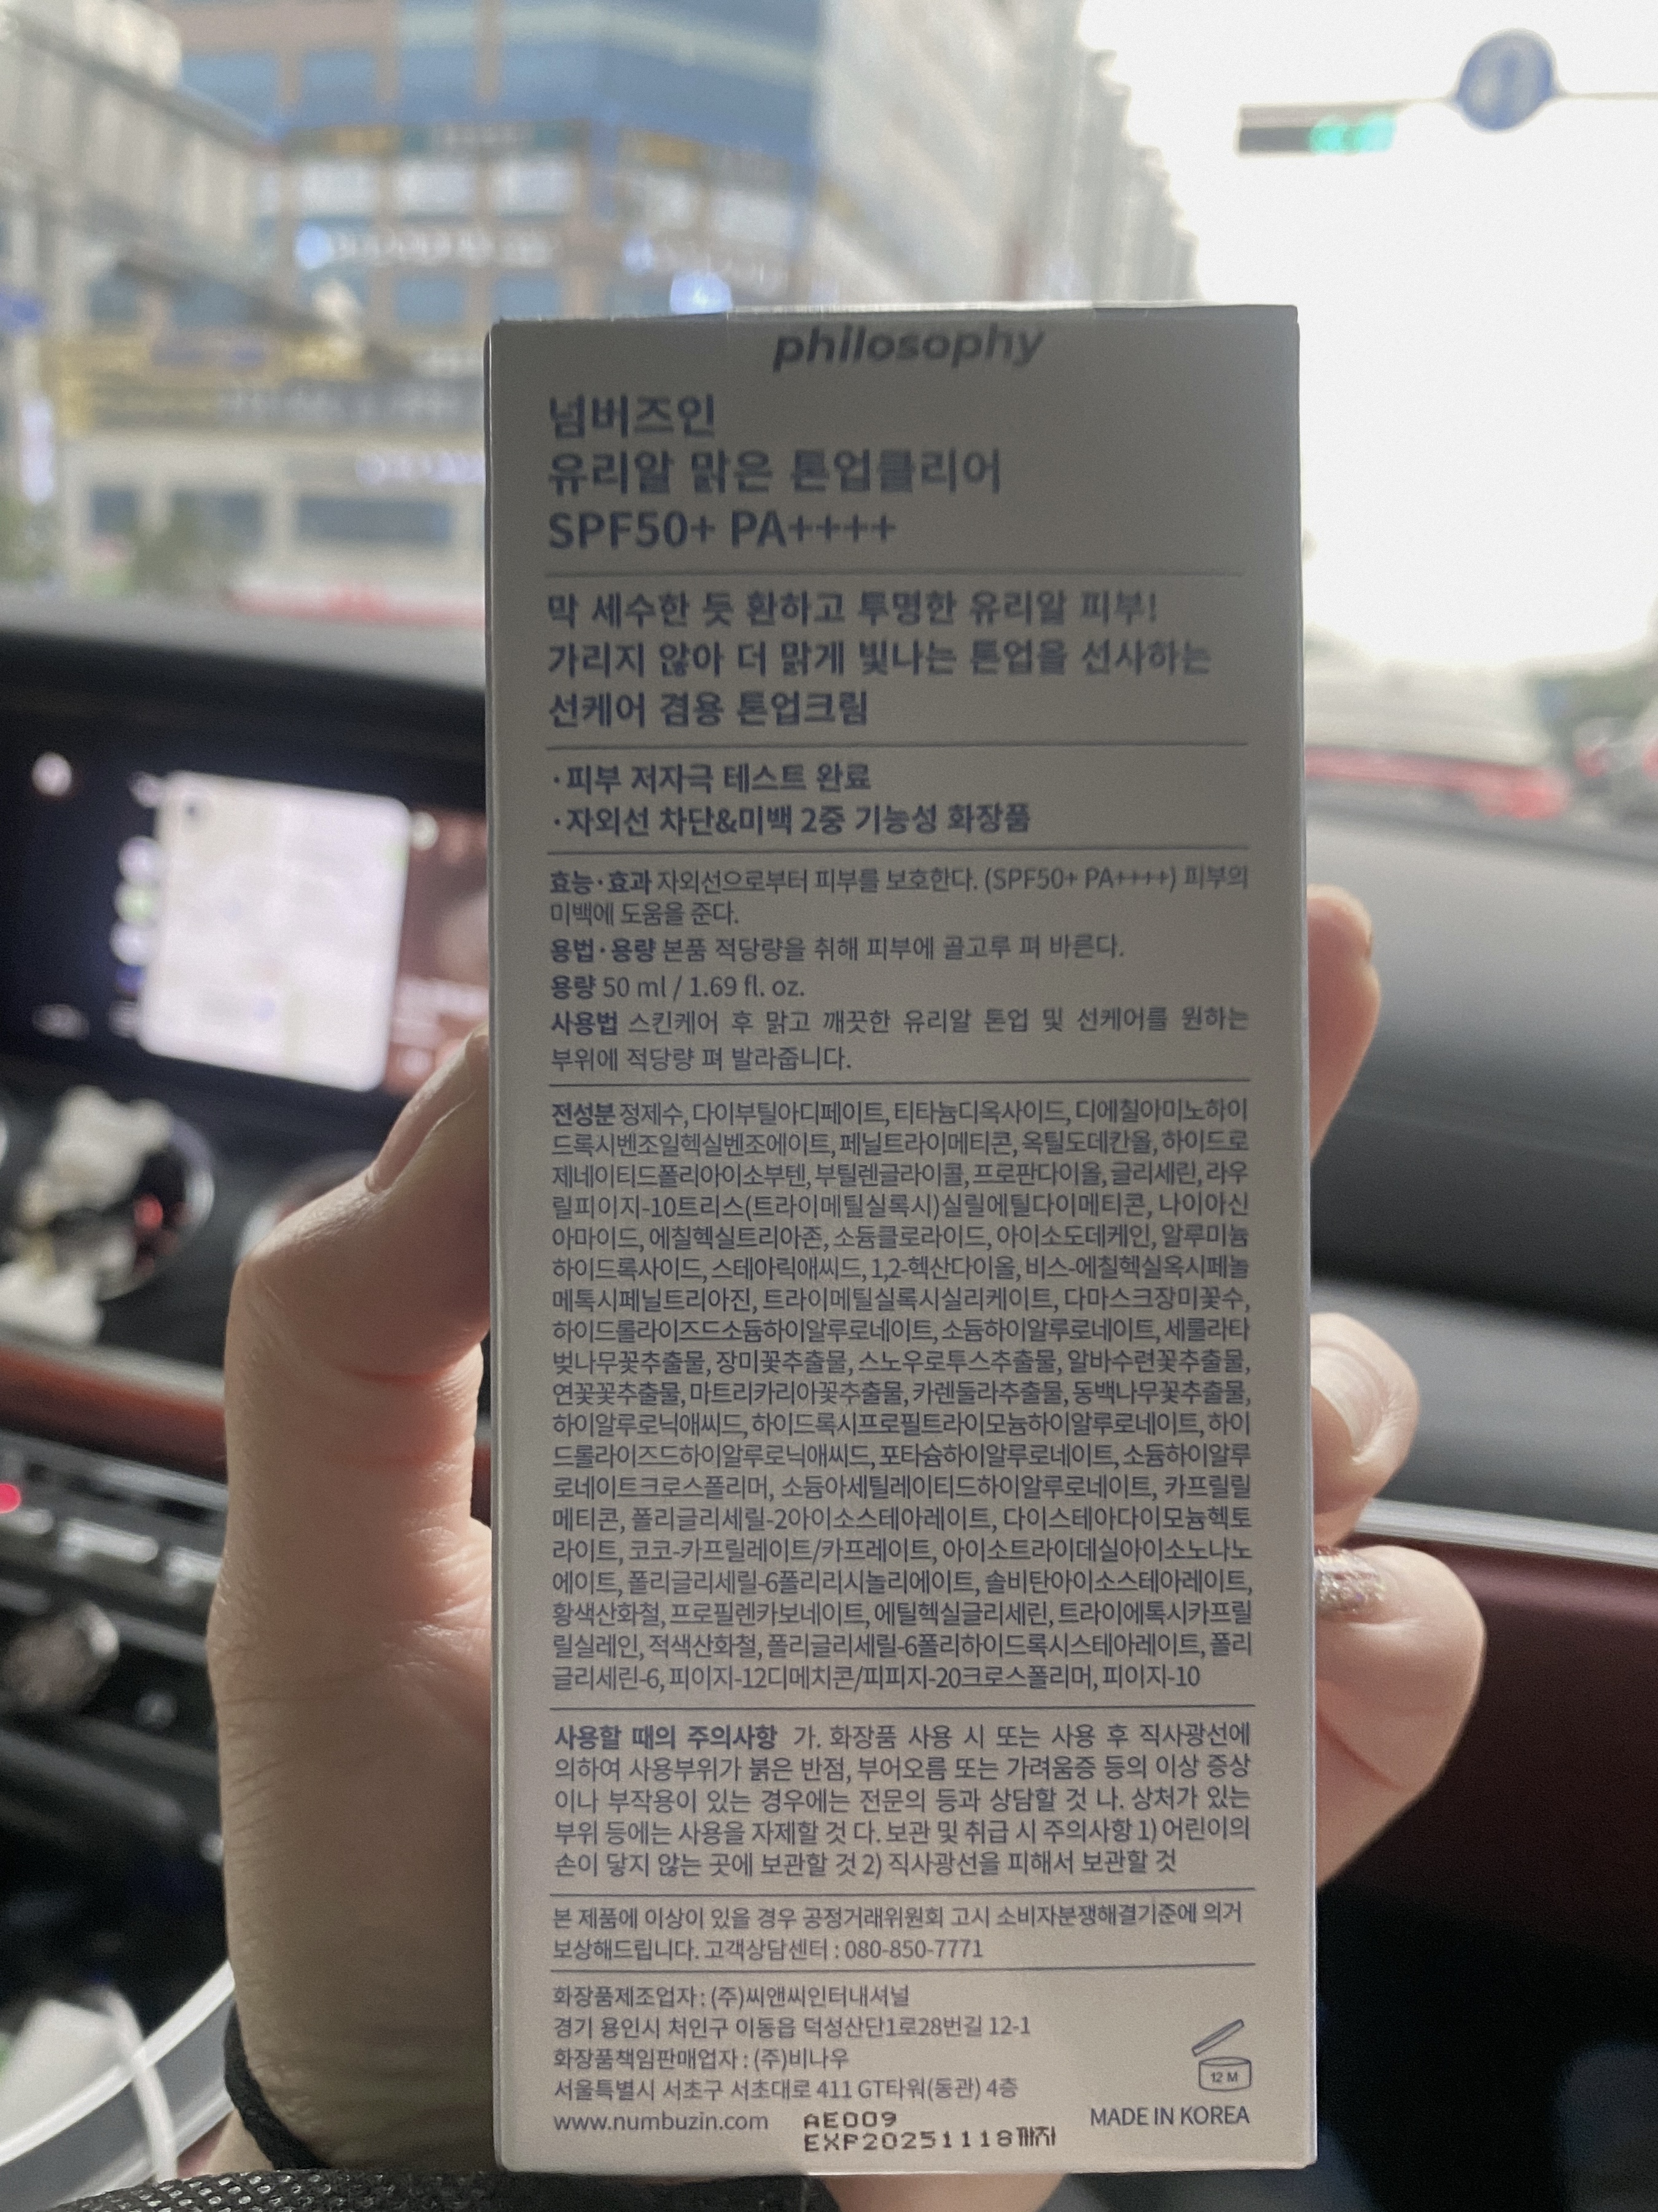 philosophy
넘버즈인
유리알 맑은 톤업클리어
SPF50+ PA++++
막 세수한 듯 환하고 투명한 유리알 피부!
가리지 않아 더 맑게 빛나는 톤업을 선사하는
선케어 겸용 톤업크림
·피부 저자극 테스트 완료
·자외선 차단&미백 2중 기능성 화장품
효능·효과 자외선으로부터 피부를 보호한다. (SPF50+ PA++++) 피부의
미백에 도움을 준다.
용법·용량 본품 적당량을 취해 피부에 골고루 펴 바른다.
용량 50 ml / 1.69 fl. oz.
사용법 스킨케어 후 맑고 깨끗한 유리알 톤업 및 선케어를 원하는
부위에 적당량 펴 발라줍니다.
전성분 정제수, 다이부틸아디페이트, 티타늄디옥사이드, 디에칠아미노하이
드록시벤조일헥실벤조에이트, 페닐트라이메티콘, 옥틸도데칸올, 하이드로
제네이티드폴리아이소부텐, 부틸렌글라이콜, 프로판다이올, 글리세린, 라우
릴피이지-10트리스(트라이메틸실록시)실릴에틸다이메티콘, 나이아신
아마이드, 에칠헥실트리아존, 소듐클로라이드, 아이소도데케인, 알루미늄
하이드록사이드, 스테아릭애씨드, 1,2-헥산다이올, 비스-에칠헥실옥시페놀
메톡시페닐트리아진, 트라이메틸실록시실리케이트, 다마스크장미꽃수,
하이드롤라이즈드소듐하이알루로네이트, 소듐하이알루로네이트, 세룰라타
벚나무꽃추출물, 장미꽃추출물, 스노우로투스추출물, 알바수련꽃추출물,
연꽃꽃추출물, 마트리카리아꽃추출물, 카렌둘라추출물, 동백나무꽃추출물,
하이알루로닉애씨드, 하이드록시프로필트라이모늄하이알루로네이트, 하이
드롤라이즈드하이알루로닉애씨드, 포타슘하이알루로네이트, 소듐하이알루
로네이트크로스폴리머, 소듐아세틸레이티드하이알루로네이트, 카프릴릴
메티콘, 폴리글리세릴-2아이소스테아레이트, 다이스테아다이모늄헥토
라이트, 코코-카프릴레이트/카프레이트, 아이소트라이데실아이소노나노
에이트, 폴리글리세릴-6폴리리시놀리에이트, 솔비탄아이소스테아레이트,
황색산화철, 프로필렌카보네이트, 에틸헥실글리세린, 트라이에톡시카프릴
릴실레인, 적색산화철, 폴리글리세릴-6폴리하이드록시스테아레이트, 폴리
글리세린-6, 피이지-12디메치콘/피피지-20크로스폴리머, 피이지-10
사용할 때의 주의사항 가. 화장품 사용 시 또는 사용 후 직사광선에
의하여 사용부위가 붉은 반점, 부어오름 또는 가려움증 등의 이상 증상
이나 부작용이 있는 경우에는 전문의 등과 상담할 것 나. 상처가 있는
부위 등에는 사용을 자제할 것 다. 보관 및 취급 시 주의사항 1) 어린이의
손이 닿지 않는 곳에 보관할 것 2) 직사광선을 피해서 보관할 것
본 제품에 이상이 있을 경우 공정거래위원회 고시 소비자분쟁해결기준에 의거
보상해드립니다. 고객상담센터 : 080-850-7771
화장품제조업자 : (주)씨앤씨인터내셔널
경기 용인시 처인구 이동읍 덕성산단1로28번길 12-1
화장품책임판매업자 : (주)비나우
서울특별시 서초구 서초대로 411 GT타워(동관) 4층
www.numbuzin.com
AE009
EXP20251118까지
12 M
MADE IN KOREA